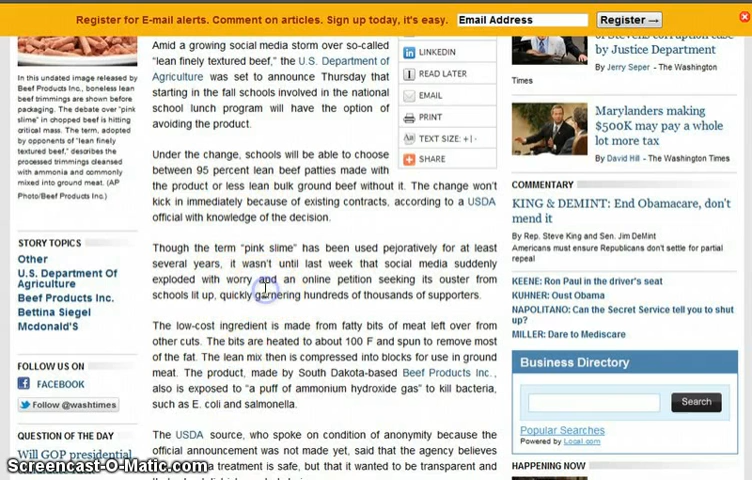 Register for E-mail alerts. Comment on articles. Sign up today, it's easy.
Email Address
Register →
In this undated image released by
Beef Products Inc., boneless lean
beef trimmings are shown before
packaging. The debate over "pink
slime" in chopped beef is hitting
critical mass. The term, adopted
by opponents of "lean finely
textured beef," describes the
processed trimmings cleansed
with ammonia and commonly
mixed into ground meat. (AP
Photo/Beef Products Inc.)
STORY TOPICS
Other
U.S. Department Of
Agriculture
Beef Products Inc.
Bettina Siegel
Mcdonald'S
FOLLOW US ON
FACEBOOK
Follow @washtimes
QUESTION OF THE DAY
Will GOP presidential
Amid a growing social media storm over so-called
"lean finely textured beef," the U.S. Department of
Agriculture was set to announce Thursday that
starting in the fall schools involved in the national
school lunch program will have the option of
avoiding the product.
Under the change, schools will be able to choose
between 95 percent lean beef patties made with
the product or less lean bulk ground beef without it. The change won't
kick in immediately because of existing contracts, according to a USDA
official with knowledge of the decision.
Though the term "pink slime" has been used pejoratively for at least
several years, it wasn't until last week that social media suddenly
exploded with worry and an online petition seeking its ouster from
schools lit up, quickly garnering hundreds of thousands of supporters.
The low-cost ingredient is made from fatty bits of meat left over from
other cuts. The bits are heated to about 100 F and spun to remove most
of the fat. The lean mix then is compressed into blocks for use in ground
meat. The product, made by South Dakota-based Beef Products Inc.,
also is exposed to "a puff of ammonium hydroxide gas" to kill bacteria,
such as E. coli and salmonella.
The USDA source, who spoke on condition of anonymity because the
official announcement was not made yet, said that the agency believes
a treatment is safe, but that it wanted to be transparent and
LINKEDIN
READ LATER
EMAIL
PRINT
TEXT SIZE: + | -
SHARE
of Stevens corruption case
by Justice Department
By Jerry Seper - The Washington
Times
Marylanders making
$500K may pay a whole
lot more tax
By David Hill - The Washington Times
COMMENTARY
KING & DEMINT: End Obamacare, don't
mend it
By Rep. Steve King and Sen. Jim DeMint
Americans must ensure Republicans don't settle for partial
repeal
KEENE: Ron Paul in the driver's seat
KUHNER: Oust Obama
NAPOLITANO: Can the Secret Service tell you to shut
up?
MILLER: Dare to Mediscare
Business Directory
Search
Popular Searches
Powered by Local.com
HAPPENING NOW
Screencast-O-Matic.com